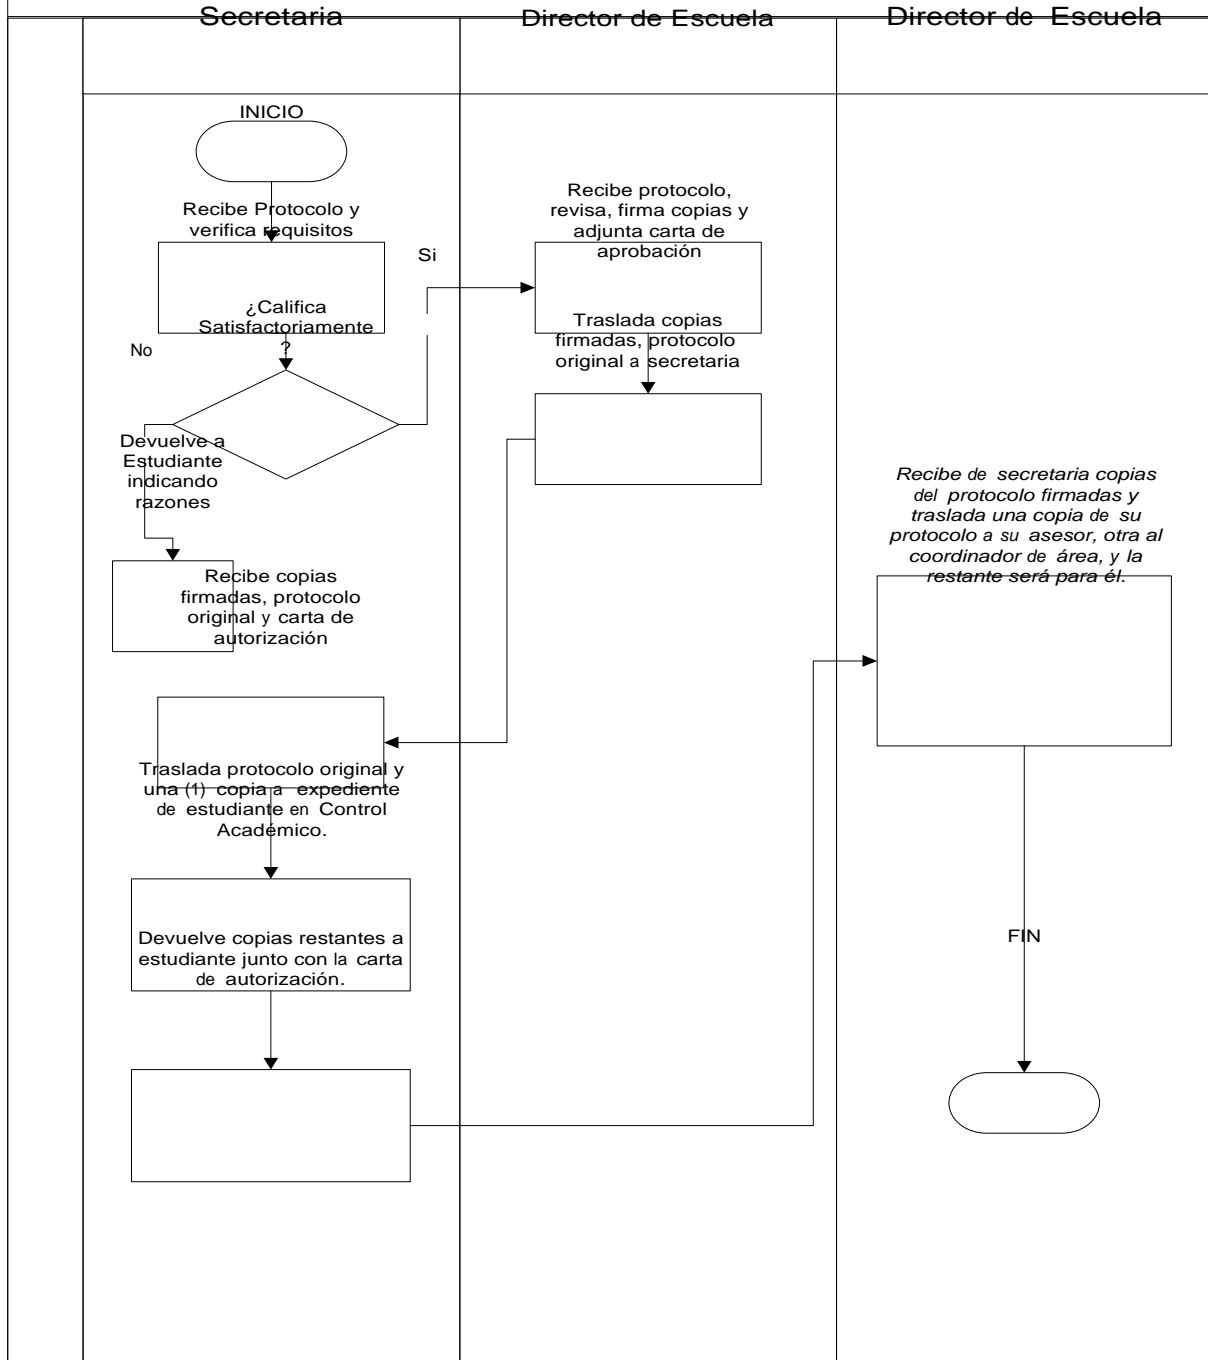 Secretaria
Director de Escuela
Director de Escuela
INICIO
Recibe Protocolo y
verifica requisitos
Si
¿Califica
Satisfactoriamente
?
No
Devuelve a
Estudiante
indicando
razones
Recibe copias
firmadas, protocolo
original y carta de
autorización
Traslada protocolo original y
una (1) copia a expediente
de estudiante en Control
Académico.
Devuelve copias restantes a
estudiante junto con la carta
de autorización.
Recibe protocolo,
revisa, firma copias y
adjunta carta de
aprobación
Traslada copias
firmadas, protocolo
original a secretaria
Recibe de secretaria copias
del protocolo firmadas y
traslada una copia de su
protocolo a su asesor, otra al
coordinador de área, y la
restante será para él.
FIN